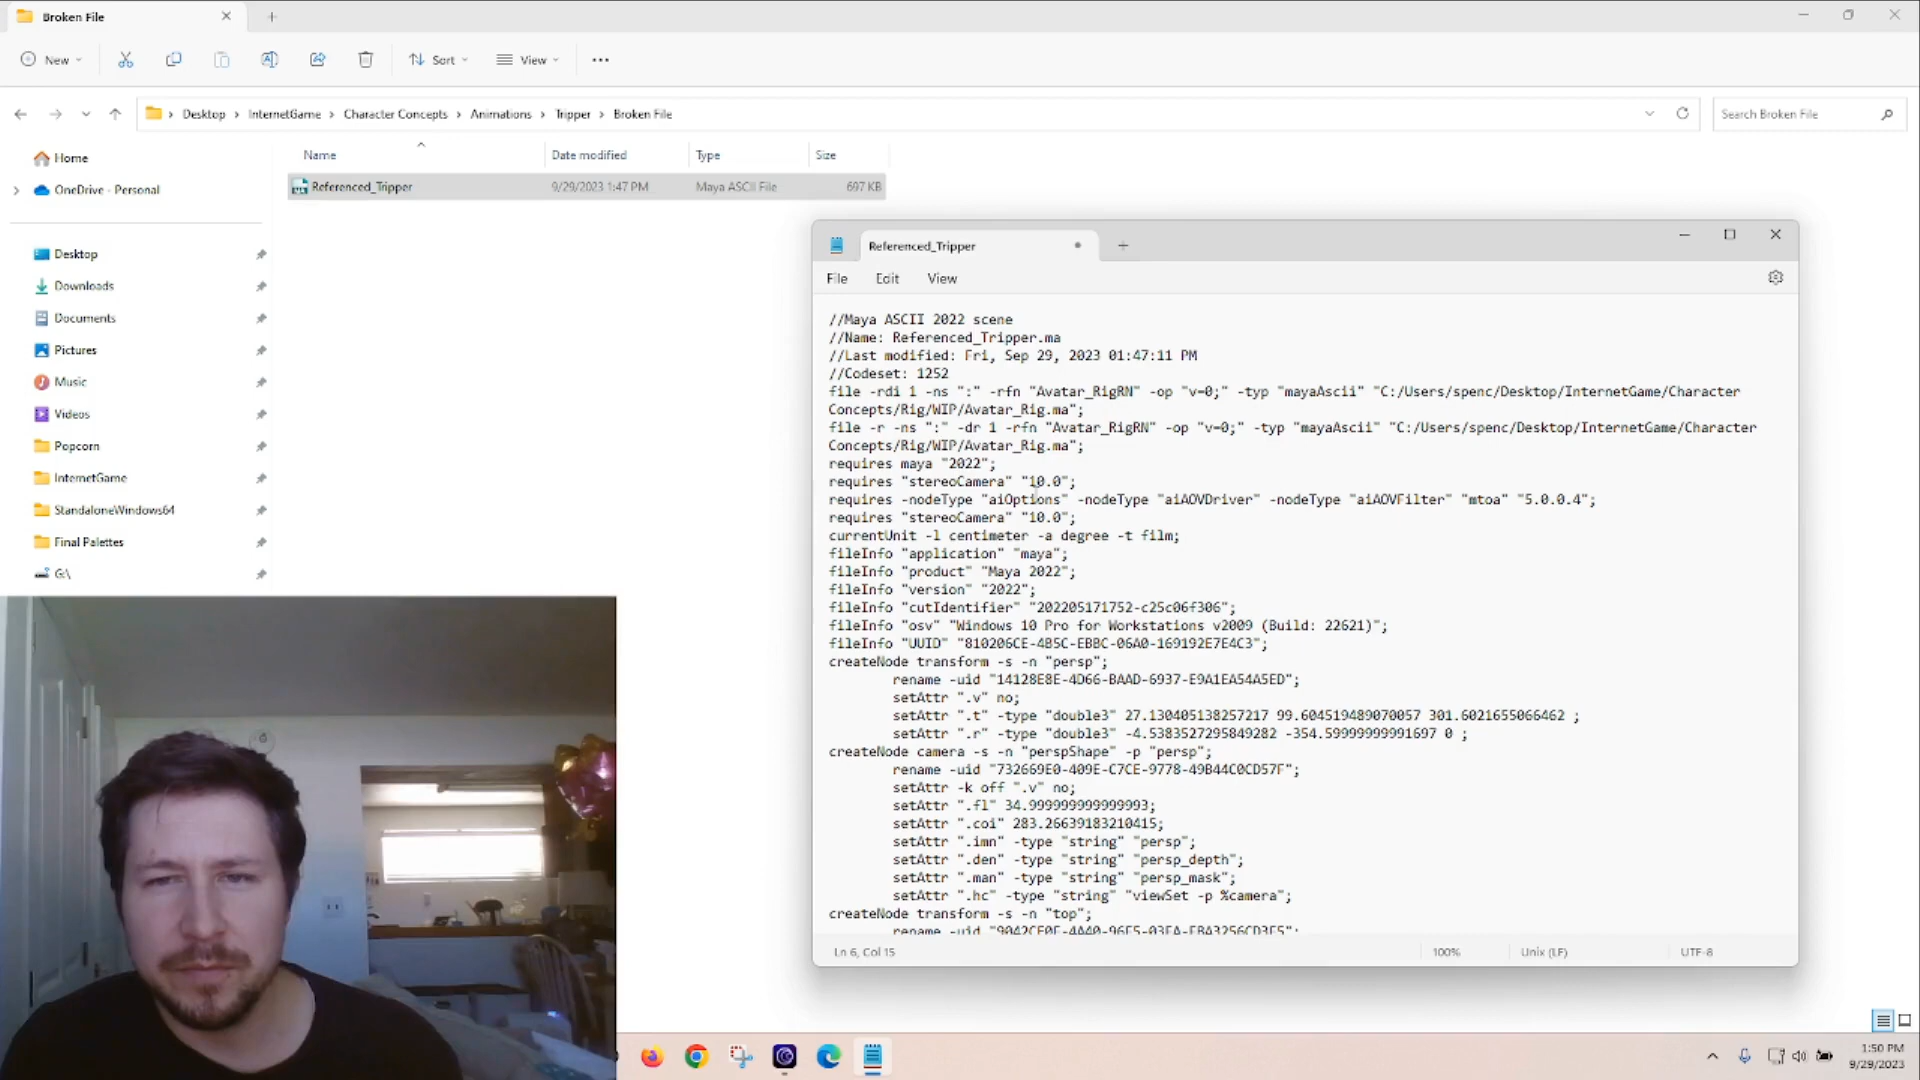 Broken File
New
Sort
View
Desktop > InternetGame > Character Concepts > Animations > Tripper > Broken File
Search Broken File
Home
OneDrive - Personal
Desktop
Downloads
Documents
Pictures
Music
Videos
Popcorn
InternetGame
StandaloneWindows64
Final Palettes
G:\
Name
Date modified
Type
Size
Referenced_Tripper
9/29/2023 1:47 PM
Maya ASCII File
697 KB
Referenced_Tripper
File
Edit
View
//Maya ASCII 2022 scene
//Name: Referenced_Tripper.ma
//Last modified: Fri, Sep 29, 2023 01:47:11 PM
//Codeset: 1252
file -rdi 1 -ns ":" -rfn "Avatar_RigRN" -op "v=0;" -typ "mayaAscii" "C:/Users/spenc/Desktop/InternetGame/Character
Concepts/Rig/WIP/Avatar_Rig.ma";
file -r -ns ":" -dr 1 -rfn "Avatar_RigRN" -op "v=0;" -typ "mayaAscii" "C:/Users/spenc/Desktop/InternetGame/Character
Concepts/Rig/WIP/Avatar_Rig.ma";
requires maya "2022";
requires "stereoCamera" "10.0";
requires -nodeType "aiOptions" -nodeType "aiAOVDriver" -nodeType "aiAOVFilter" "mtoa" "5.0.0.4";
requires "stereoCamera" "10.0";
currentUnit -l centimeter -a degree -t film;
fileInfo "application" "maya";
fileInfo "product" "Maya 2022";
fileInfo "version" "2022";
fileInfo "cutIdentifier" "202205171752-c25c06f306";
fileInfo "osv" "Windows 10 Pro for Workstations v2009 (Build: 22621)";
fileInfo "UUID" "810206CE-4B5C-EBBC-06A0-169192E7E4C3";
createNode transform -s -n "persp";
rename -uid "14128E8E-4D66-BAAD-6937-E9A1EA54A5ED";
setAttr ".v" no;
setAttr ".t" -type "double3" 27.130405138257217 99.604519489070057 301.6021655066462 ;
setAttr ".r" -type "double3" -4.5383527295849282 -354.59999999991697 0 ;
createNode camera -s -n "perspShape" -p "persp";
rename -uid "732669E0-409E-C7CE-9778-49B44C0CD57F";
setAttr -k off ".v" no;
setAttr ".fl" 34.999999999999993;
setAttr ".coi" 283.26639183210415;
setAttr ".imn" -type "string" "persp";
setAttr ".den" -type "string" "persp_depth";
setAttr ".man" -type "string" "persp_mask";
setAttr ".hc" -type "string" "viewSet -p %camera";
createNode transform -s -n "top";
rename -uid
Ln 6, Col 15
100%
Unix (LF)
UTF-8
1:50 PM
9/29/2023